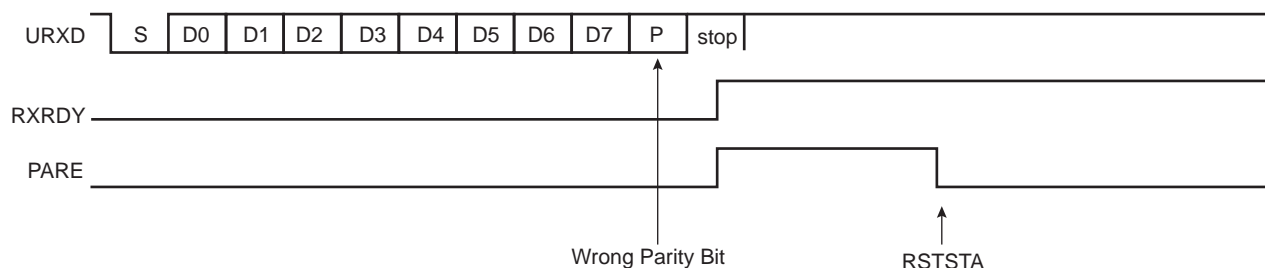 URXD S D0 D1 D2 D3 D4 D5 D6 D7 P stop
RXRDY
PARE
Wrong Parity Bit RSTSTA